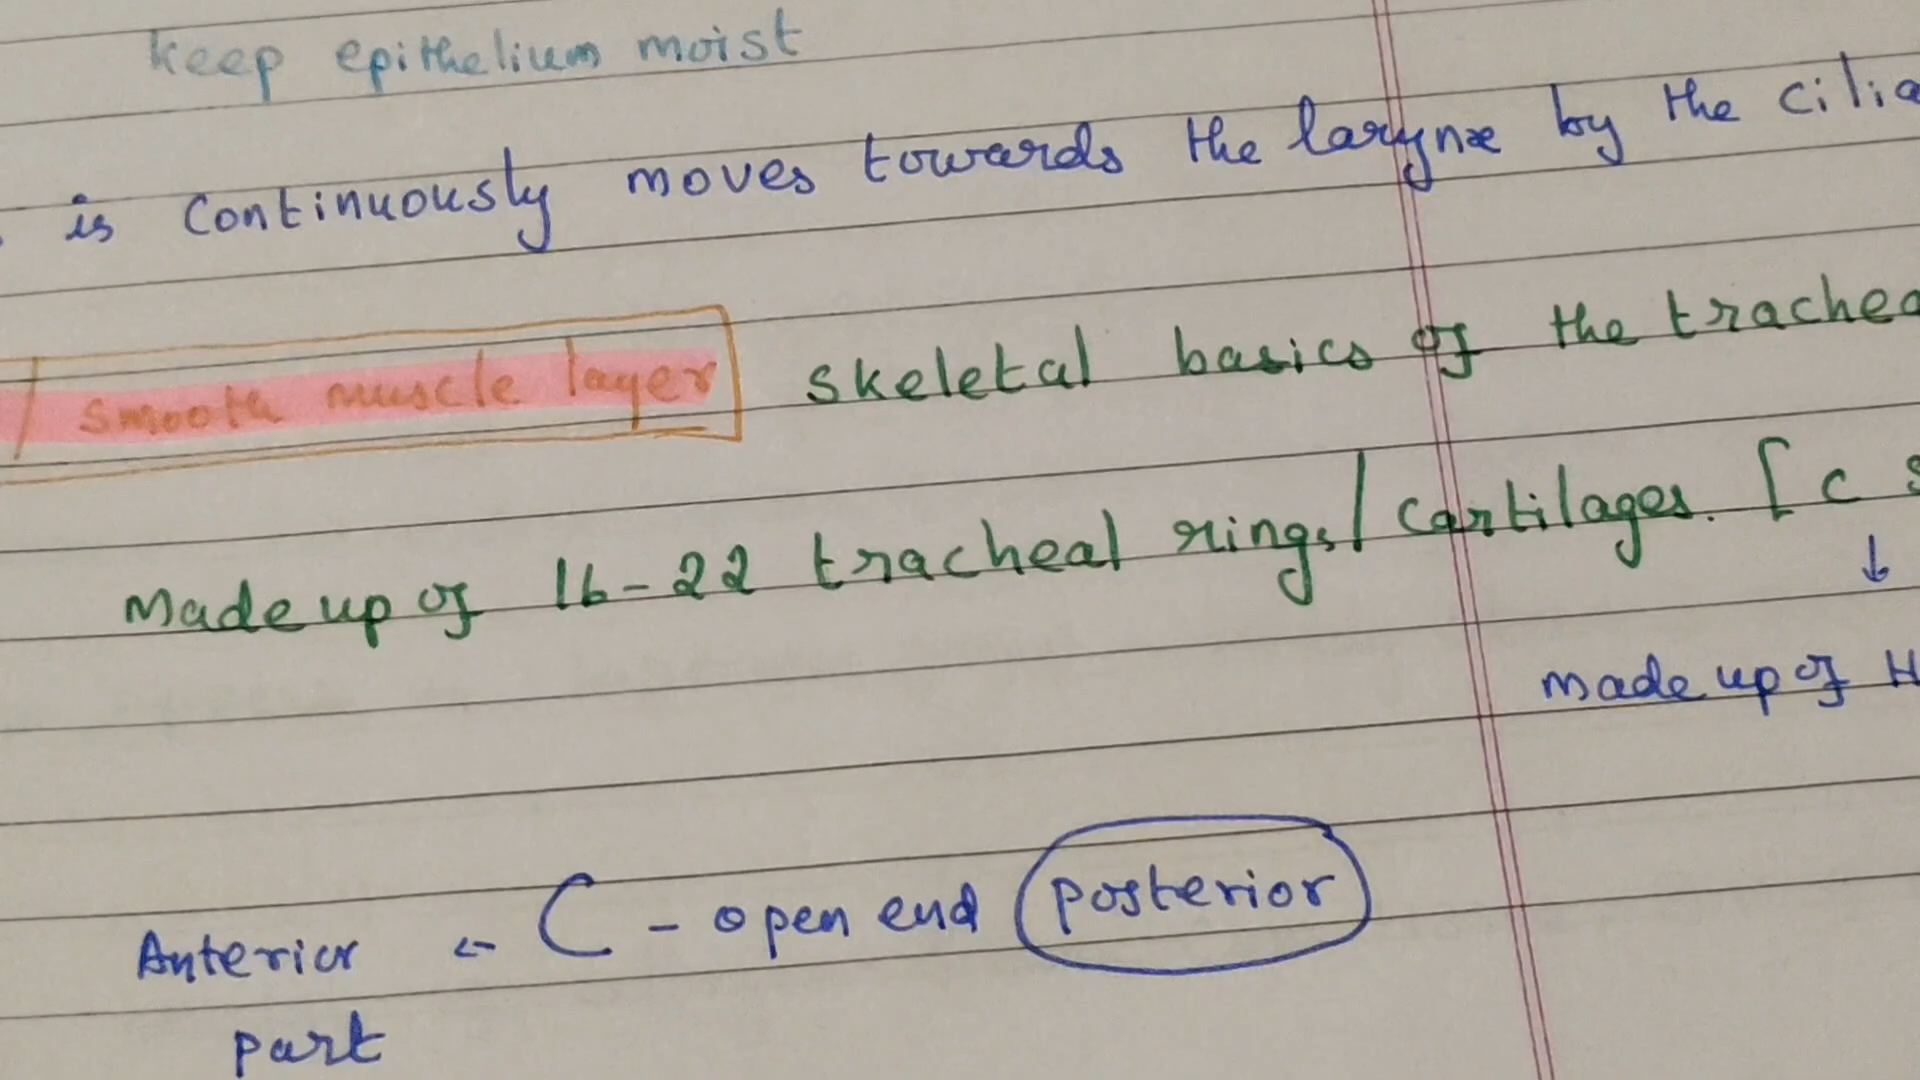 keep epithelium moist
is continuously moves towards the larynx by the cilia
/ smooth muscle layer skeletal basics of the trachea
Made up of 16-22 tracheal rings/cartilages. [C s
↓
made up of H
Anterior ← C - open end posterior
part